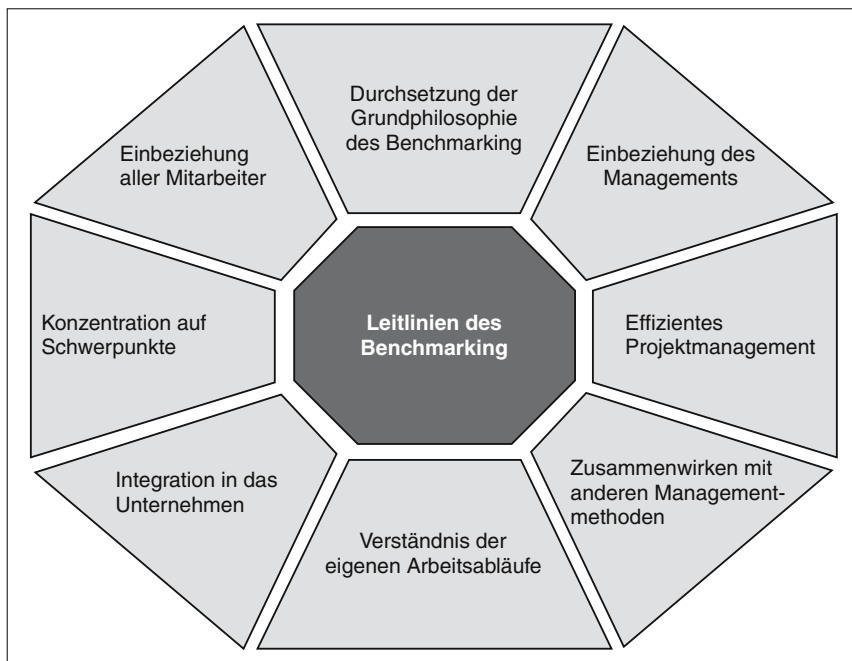 Durchsetzung der
Grundphilosophie
des Benchmarking
Einbeziehung des
Managements
Effizientes
Projektmanagement
Zusammenwirken mit
anderen Management-
methoden
Verständnis der
eigenen Arbeitsabläufe
Integration in das
Unternehmen
Konzentration auf
Schwerpunkte
Einbeziehung
aller Mitarbeiter
Leitlinien des
Benchmarking